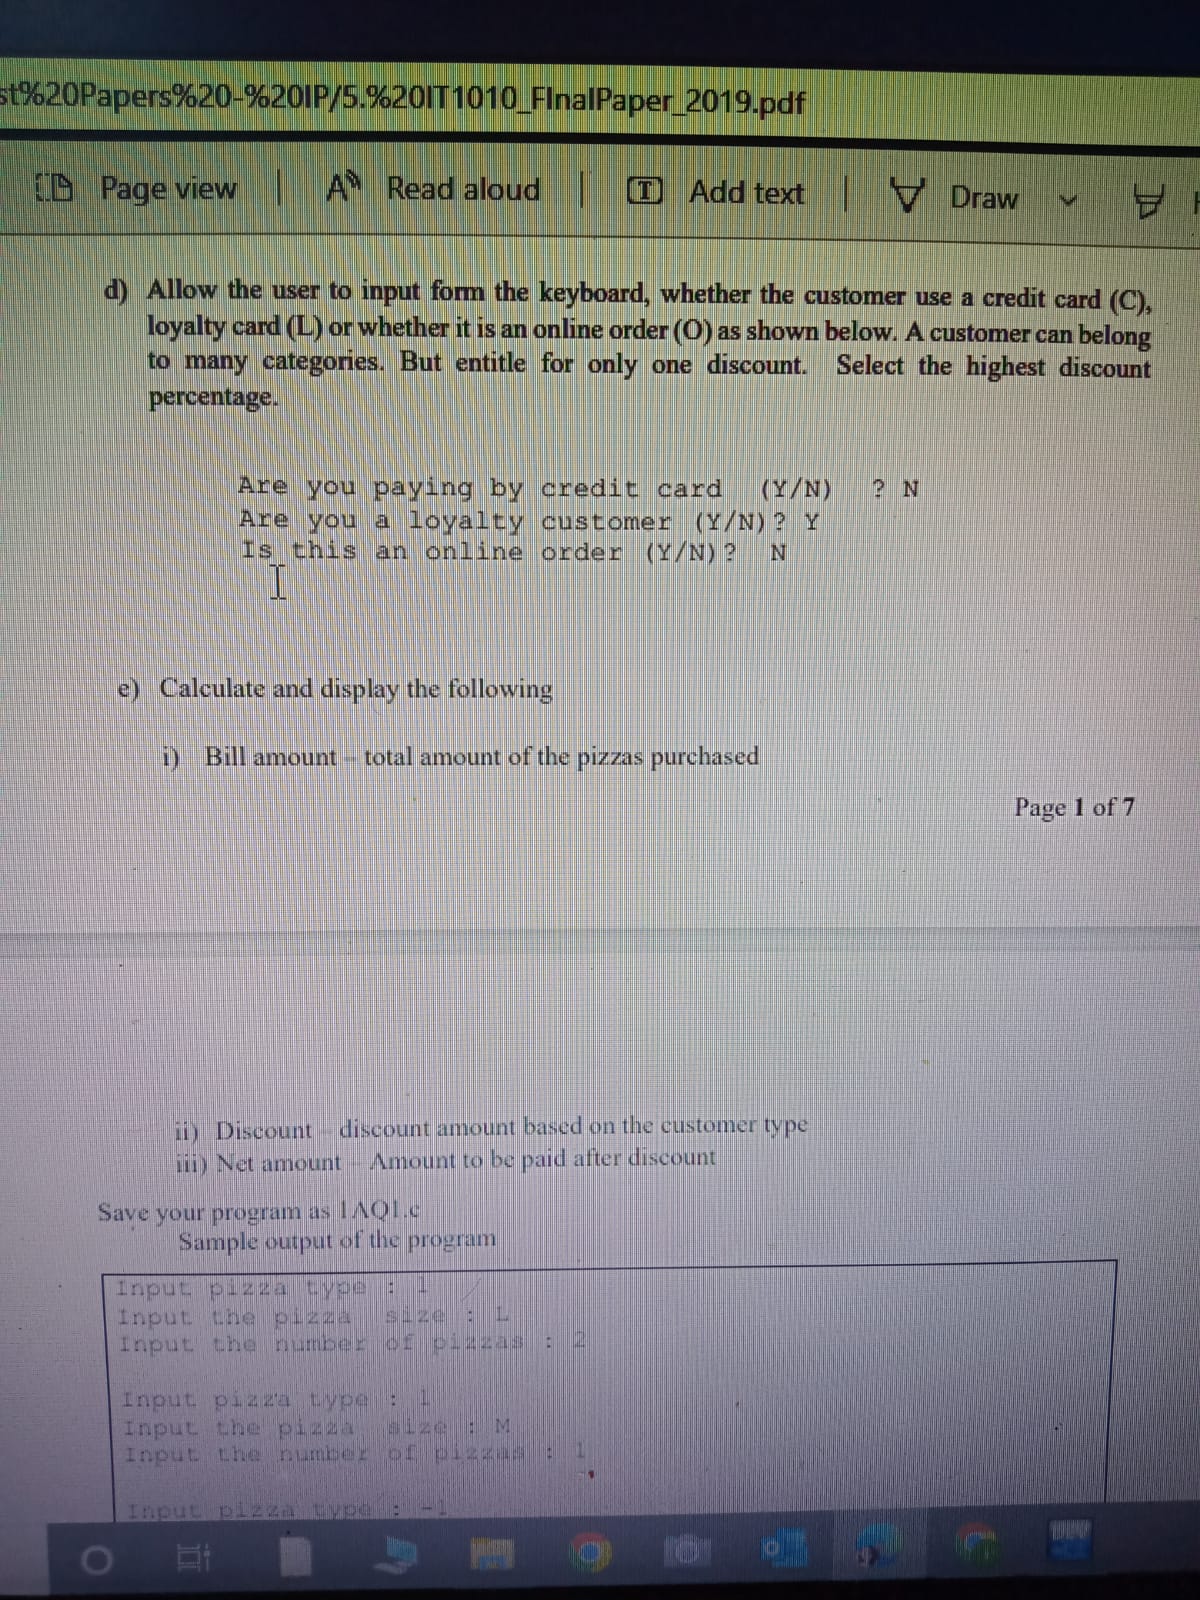 st%20Papers%20-%20IP/5.%20IT1010_FInalPaper_2019.pdf
Page view | A Read aloud | T Add text | Draw
d) Allow the user to input form the keyboard, whether the customer use a credit card (C),
loyalty card (L) or whether it is an online order (O) as shown below. A customer can belong
to many categories. But entitle for only one discount. Select the highest discount
percentage.
Are you paying by credit card (Y/N) ? N
Are you a loyalty customer (Y/N)? Y
Is this an online order (Y/N)? N
e) Calculate and display the following
i) Bill amount – total amount of the pizzas purchased
Page 1 of 7
ii) Discount – discount amount based on the customer type
iii) Net amount – Amount to be paid after discount
Save your program as 1AQ1.c
Sample output of the program
Input pizza type : 1
Input the pizza size : L
Input the number of pizzas : 2
Input pizza type : 1
Input the pizza size : M
Input the number of pizzas : 1
Input pizza type : -1